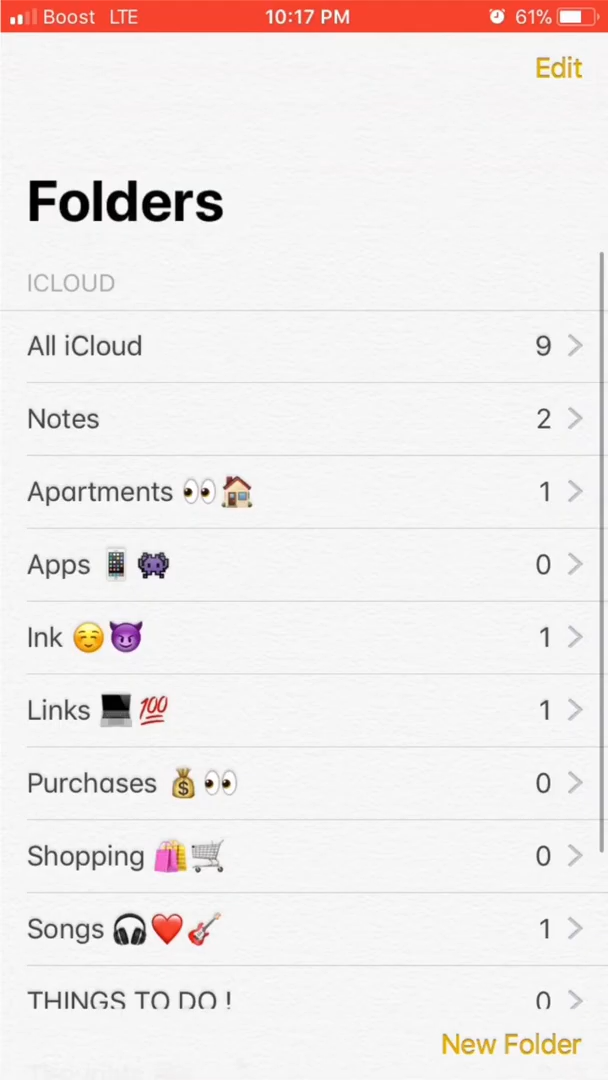 Boost LTE 10:17 PM 61%
Edit
Folders
ICLOUD
All iCloud 9
Notes 2
Apartments 👀🏠 1
Apps 📱👾 0
Ink ☺️😈 1
Links 💻💯 1
Purchases 💰👀 0
Shopping 🛍️🛒 0
Songs 🎧❤️🎸 1
THINGS TO DO ! 0
New Folder